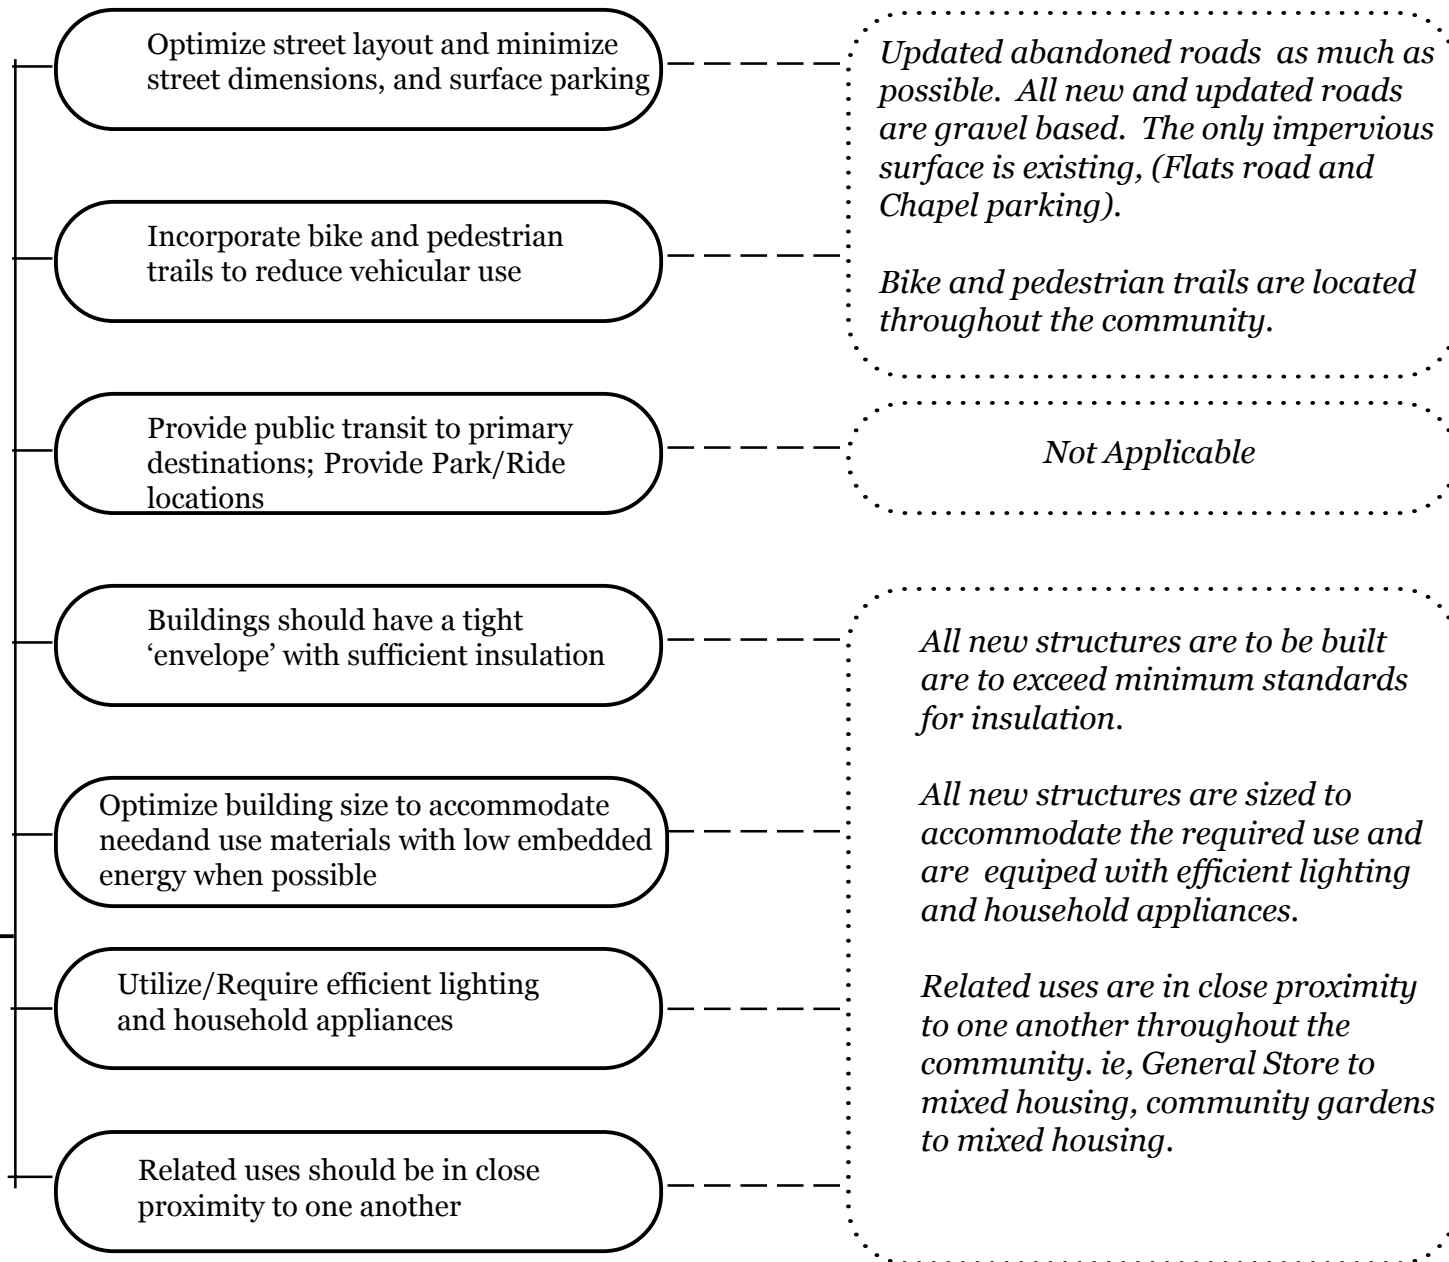 Optimize street layout and minimize
street dimensions, and surface parking
Updated abandoned roads as much as
possible. All new and updated roads
are gravel based. The only impervious
surface is existing, (Flats road and
Chapel parking).
Incorporate bike and pedestrian
trails to reduce vehicular use
Bike and pedestrian trails are located
throughout the community.
Provide public transit to primary
destinations; Provide Park/Ride
locations
Not Applicable
Buildings should have a tight
‘envelope’ with sufficient insulation
All new structures are to be built
are to exceed minimum standards
for insulation.
Optimize building size to accommodate
needand use materials with low embedded
energy when possible
All new structures are sized to
accommodate the required use and
are equiped with efficient lighting
and household appliances.
Utilize/Require efficient lighting
and household appliances
Related uses are in close proximity
to one another throughout the
community. ie, General Store to
mixed housing, community gardens
to mixed housing.
Related uses should be in close
proximity to one another